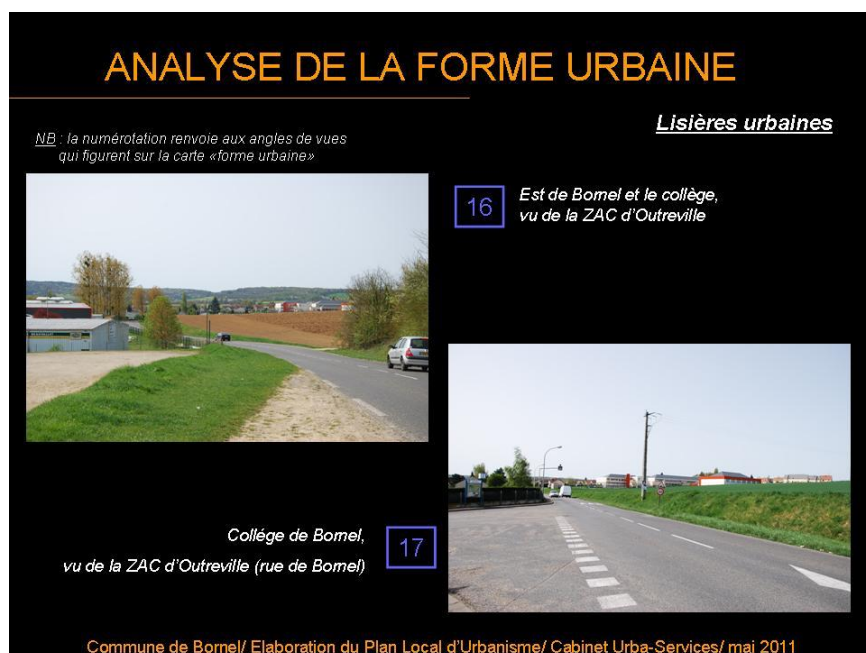 ANALYSE DE LA FORME URBAINE
Lisières urbaines
NB : la numérotation renvoie aux angles de vues
qui figurent sur la carte «forme urbaine»
16
Est de Bornel et le collège,
vu de la ZAC d'Outreville
Collége de Bornel,
vu de la ZAC d'Outreville (rue de Bornel)
17
Commune de Bornel/ Elaboration du Plan Local d'Urbanisme/ Cabinet Urba-Services/ mai 2011